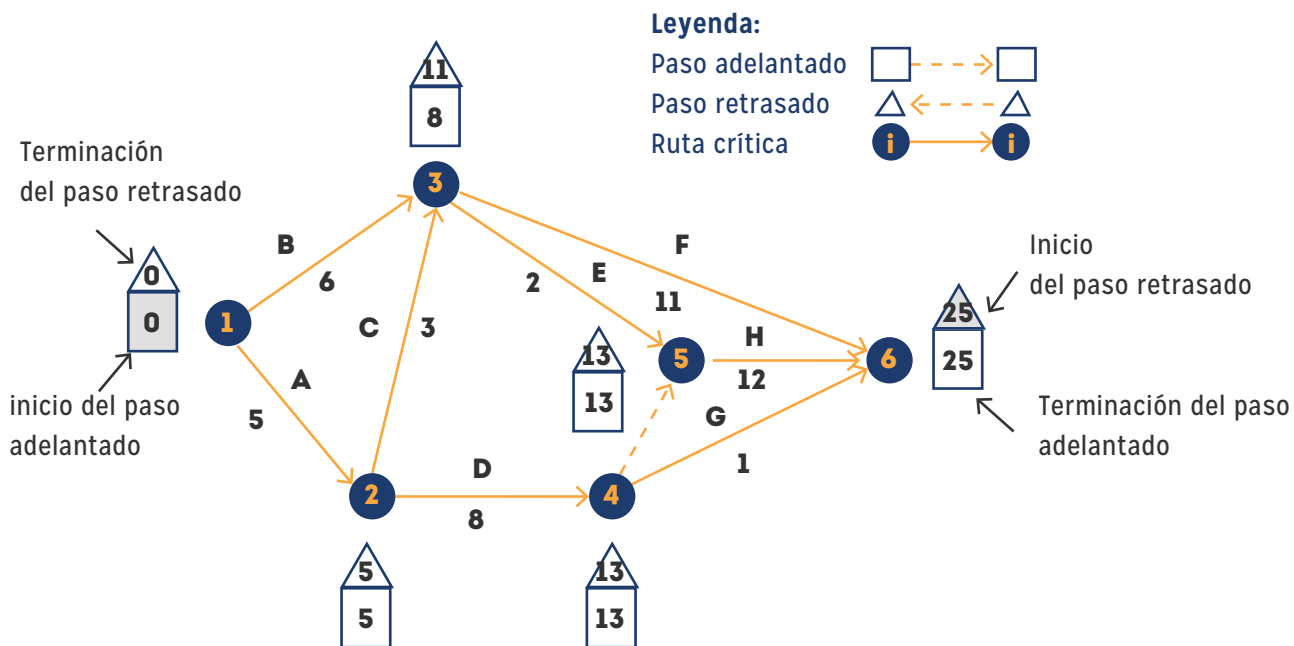 Leyenda:
Paso adelantado
Paso retrasado
Ruta crítica
i
i
11
8
3
Terminación
del paso retrasado
0
0
1
inicio del paso
adelantado
B
6
A
5
C
3
2
5
5
D
8
4
13
13
E
2
F
11
5
13
13
H
12
G
1
6
25
25
Inicio
del paso retrasado
Terminación del paso
adelantado